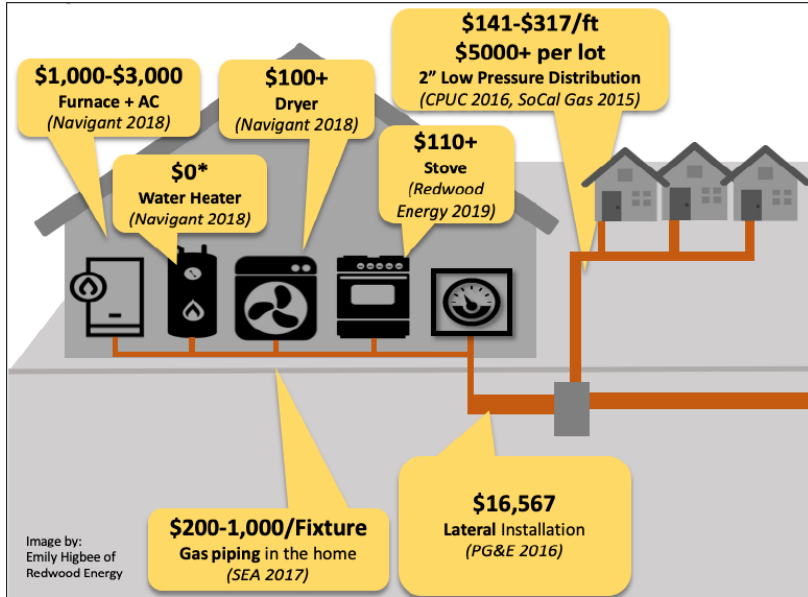 $141-$317/ft
$5000+ per lot
2” Low Pressure Distribution
(CPUC 2016, SoCal Gas 2015)
$1,000-$3,000
Furnace + AC
(Navigant 2018)
$100+
Dryer
(Navigant 2018)
$110+
Stove
(Redwood
Energy 2019)
$0*
Water Heater
(Navigant 2018)
$16,567
Lateral Installation
(PG&E 2016)
$200-1,000/Fixture
Gas piping in the home
(SEA 2017)
Image by:
Emily Higbee of
Redwood Energy